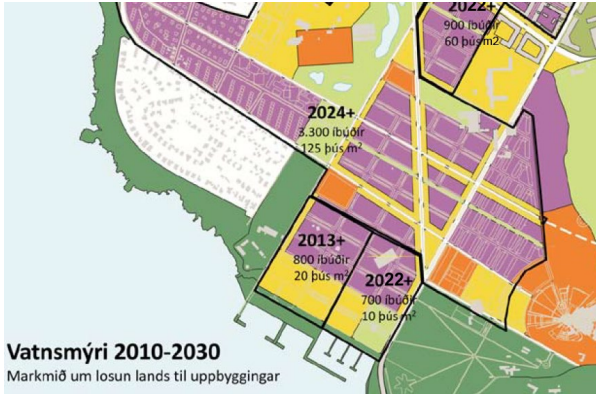 2022+
900 íbúðir
60 þús m2
2024+
3.300 íbúðir
125 þús m²
2013+
800 íbúðir
20 þús m²
2022+
700 íbúðir
10 þús m²
Vatnsmýri 2010-2030
Markmið um losun lands til uppbyggingar